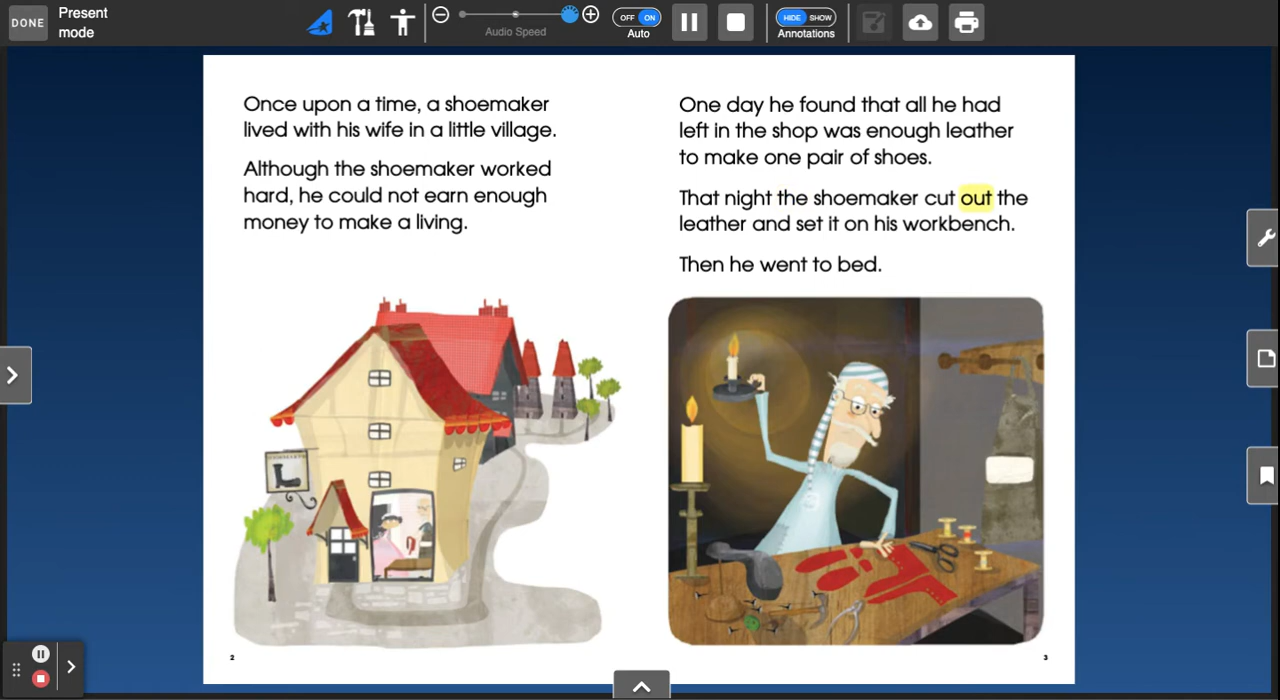 DONE
Present
mode
Audio Speed
OFF ON
Auto
HIDE SHOW
Annotations
Once upon a time, a shoemaker
lived with his wife in a little village.
Although the shoemaker worked
hard, he could not earn enough
money to make a living.
2
One day he found that all he had
left in the shop was enough leather
to make one pair of shoes.
That night the shoemaker cut out the
leather and set it on his workbench.
Then he went to bed.
3